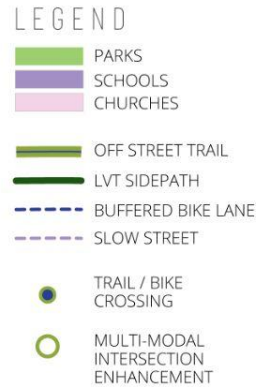 LEGEND
PARKS
SCHOOLS
CHURCHES
OFF STREET TRAIL
LVT SIDEPATH
BUFFERED BIKE LANE
SLOW STREET
TRAIL / BIKE
CROSSING
MULTI-MODAL
INTERSECTION
ENHANCEMENT